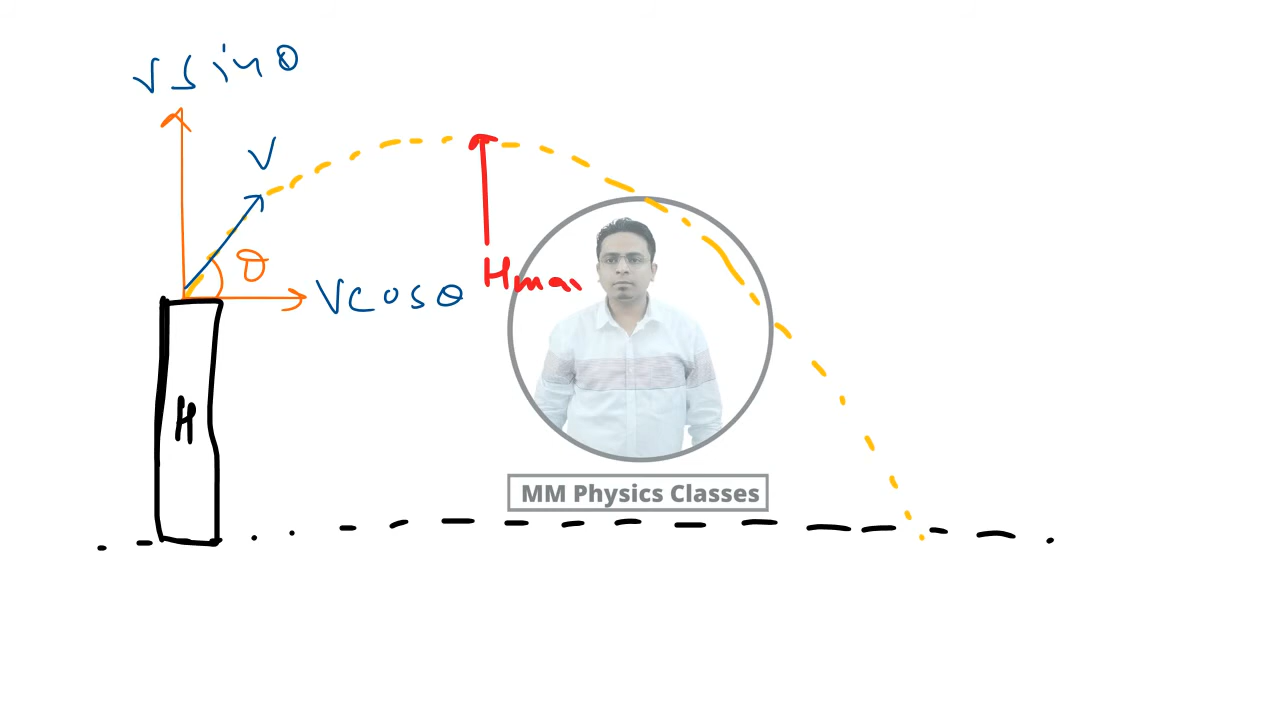 Vsinθ
V
θ
Vcosθ
Hmax
H
MM Physics Classes